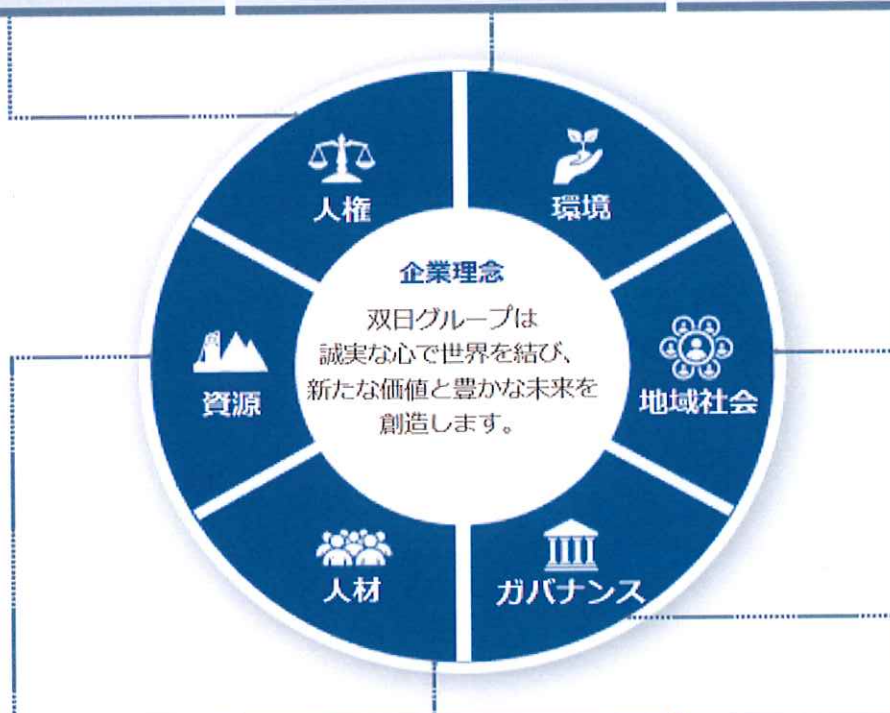 人権
環境
企業理念
双日グループは
誠実な心で世界を結び、
新たな価値と豊かな未来を
創造します。
資源
地域社会
人材
ガバナンス